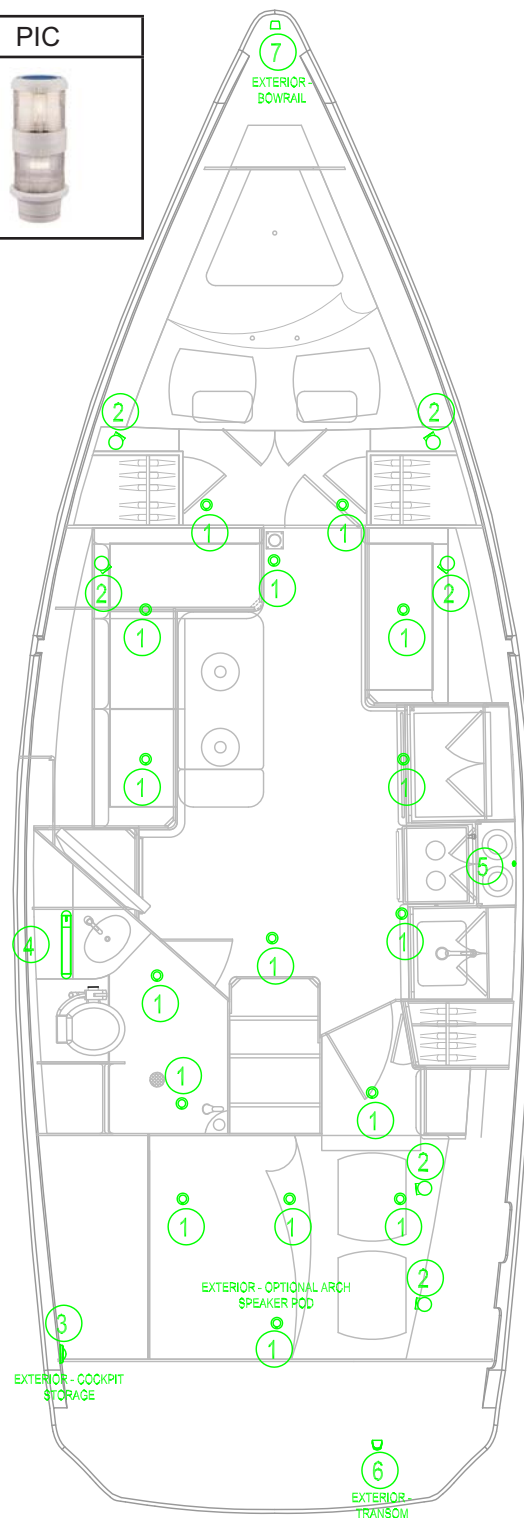 PIC
7
EXTERIOR -
BOWRAIL
2 2
1 1
1
2 2
1 1
1 1
5
1
4
1
1
1
1
2
1 1 1
EXTERIOR - OPTIONAL ARCH
SPEAKER POD
2
3
1
EXTERIOR - COCKPIT
STORAGE
6
EXTERIOR -
TRANSOM